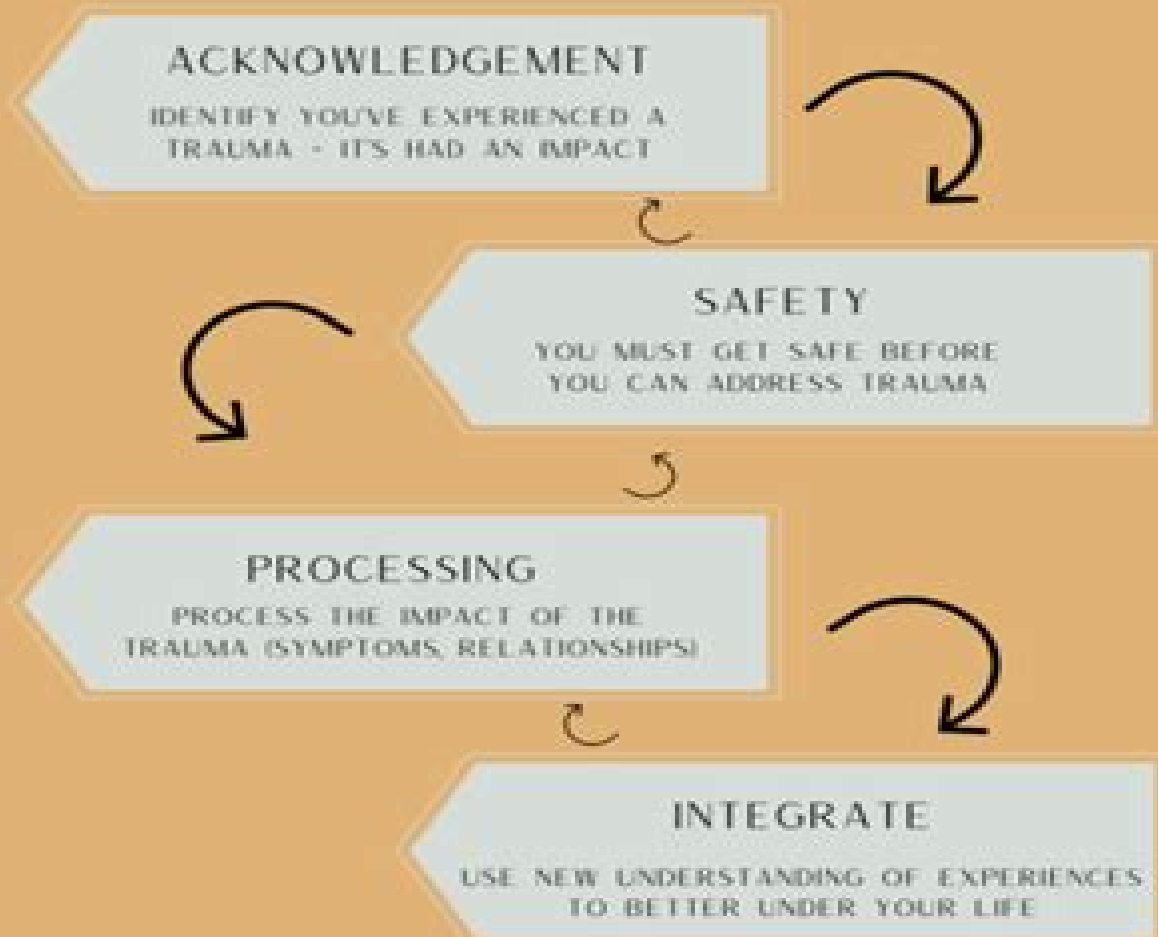 ACKNOWLEDGEMENT
IDENTIFY YOU'VE EXPERIENCED A
TRAUMA - IT'S HAD AN IMPACT
SAFETY
YOU MUST GET SAFE BEFORE
YOU CAN ADDRESS TRAUMA
PROCESSING
PROCESS THE IMPACT OF THE
TRAUMA (SYMPTOMS, RELATIONSHIPS)
INTEGRATE
USE NEW UNDERSTANDING OF EXPERIENCES
TO BETTER UNDER YOUR LIFE